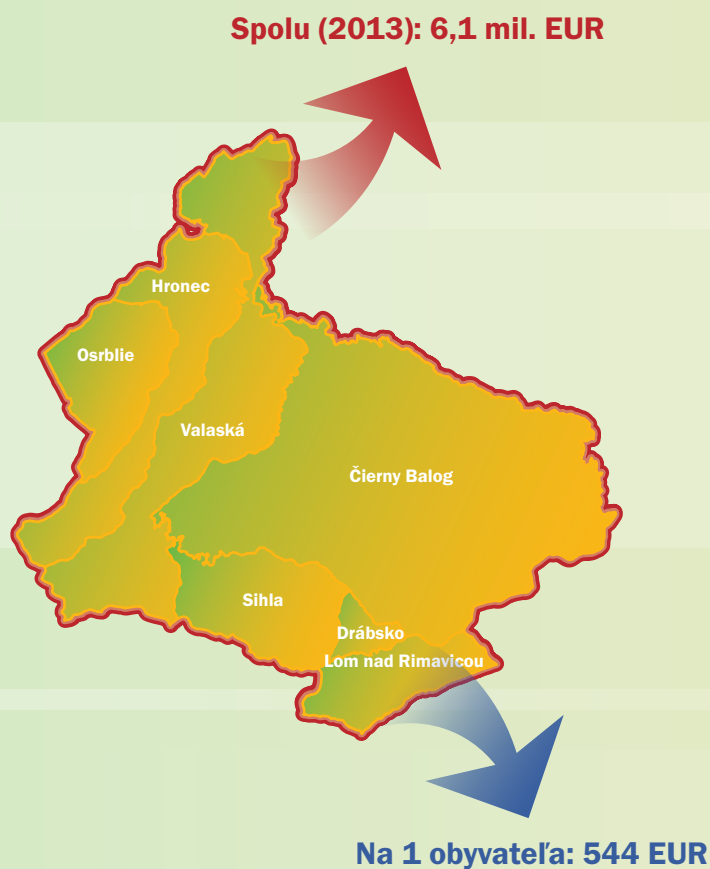 Spolu (2013): 6,1 mil. EUR
Hronec
Osrblie
Valaská
Čierny Balog
Sihla
Drábsko
Lom nad Rimavicou
Na 1 obyvateľa: 544 EUR